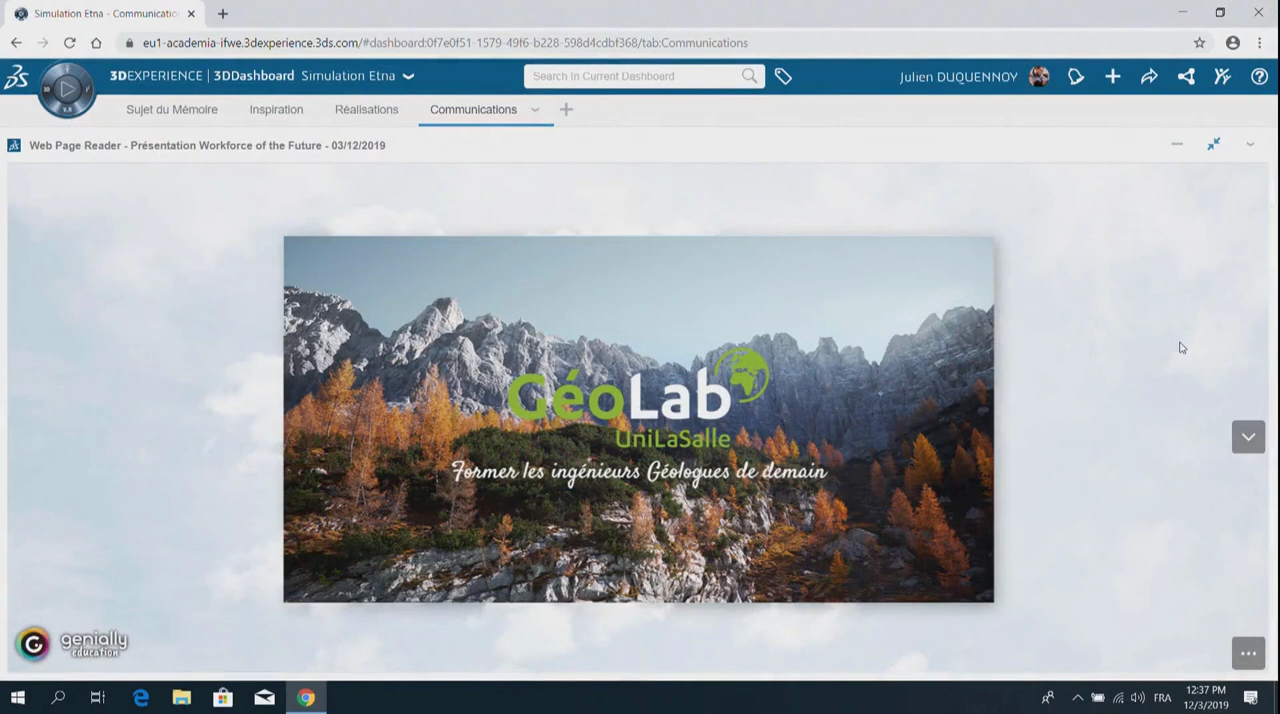 Simulation Etna - Communicatio
eu1-academia-ifwe.3dexperience.3ds.com/#dashboard:0f7e0f51-1579-49f6-b228-598d4cdbf368/tab:Communications
3DEXPERIENCE | 3DDashboard Simulation Etna
Search In Current Dashboard
Julien DUQUENNOY
Sujet du Mémoire
Inspiration
Réalisations
Communications
Web Page Reader - Présentation Workforce of the Future - 03/12/2019
GéoLab
UniLaSalle
Former les ingénieurs Géologues de demain
genially
education
FRA
12:37 PM
12/3/2019